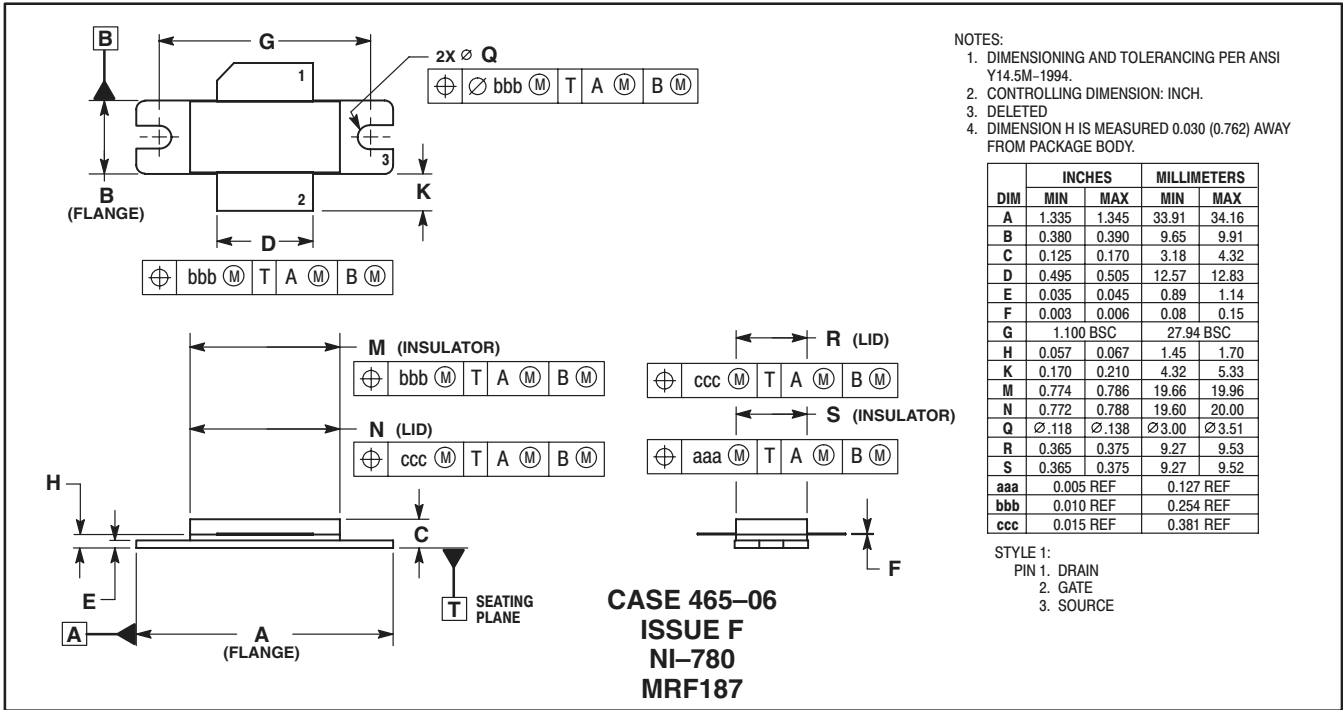 B
G
2X ⌀ Q
⌖ ⌀ bbb Ⓜ T A Ⓜ B Ⓜ
1
3
2
B
(FLANGE)
K
D
⌖ bbb Ⓜ T A Ⓜ B Ⓜ
M (INSULATOR)
⌖ bbb Ⓜ T A Ⓜ B Ⓜ
N (LID)
⌖ ccc Ⓜ T A Ⓜ B Ⓜ
R (LID)
⌖ ccc Ⓜ T A Ⓜ B Ⓜ
S (INSULATOR)
⌖ aaa Ⓜ T A Ⓜ B Ⓜ
H
C
E
F
T SEATING
PLANE
A
A
(FLANGE)
CASE 465–06
ISSUE F
NI–780
MRF187
NOTES:
1. DIMENSIONING AND TOLERANCING PER ANSI
Y14.5M–1994.
2. CONTROLLING DIMENSION: INCH.
3. DELETED
4. DIMENSION H IS MEASURED 0.030 (0.762) AWAY
FROM PACKAGE BODY.
INCHES MILLIMETERS
DIM MIN MAX MIN MAX
A 1.335 1.345 33.91 34.16
B 0.380 0.390 9.65 9.91
C 0.125 0.170 3.18 4.32
D 0.495 0.505 12.57 12.83
E 0.035 0.045 0.89 1.14
F 0.003 0.006 0.08 0.15
G 1.100 BSC 27.94 BSC
H 0.057 0.067 1.45 1.70
K 0.170 0.210 4.32 5.33
M 0.774 0.786 19.66 19.96
N 0.772 0.788 19.60 20.00
Q ⌀.118 ⌀.138 ⌀3.00 ⌀3.51
R 0.365 0.375 9.27 9.53
S 0.365 0.375 9.27 9.52
aaa 0.005 REF 0.127 REF
bbb 0.010 REF 0.254 REF
ccc 0.015 REF 0.381 REF
STYLE 1:
PIN 1. DRAIN
2. GATE
3. SOURCE